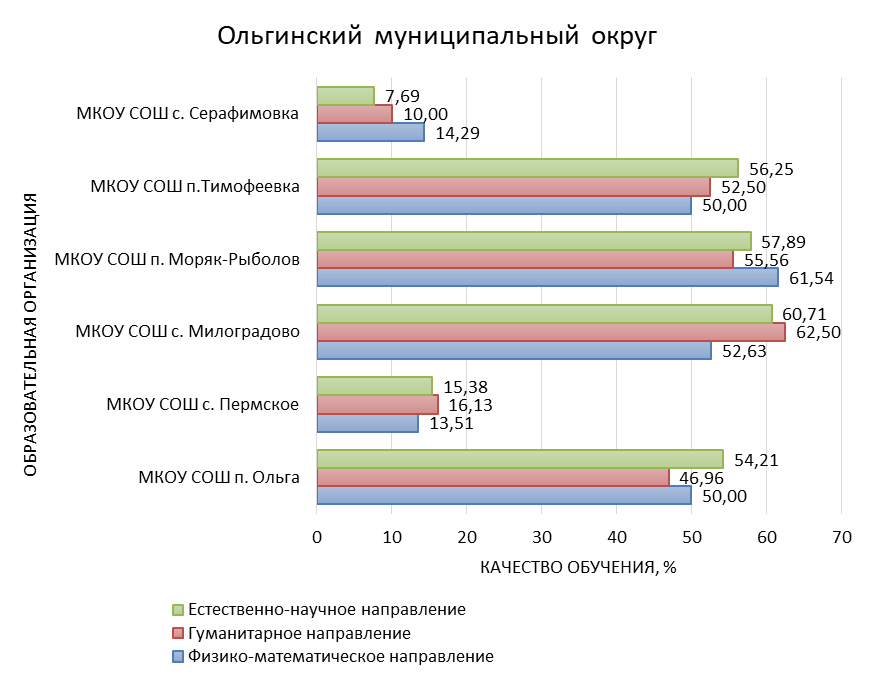 Ольгинский муниципальный округ
ОБРАЗОВАТЕЛЬНАЯ ОРГАНИЗАЦИЯ
МКОУ СОШ с. Серафимовка
7,69
10,00
14,29
МКОУ СОШ п.Тимофеевка
56,25
52,50
50,00
МКОУ СОШ п. Моряк-Рыболов
57,89
55,56
61,54
МКОУ СОШ с. Милоградово
60,71
62,50
52,63
МКОУ СОШ с. Пермское
15,38
16,13
13,51
МКОУ СОШ п. Ольга
54,21
46,96
50,00
0 10 20 30 40 50 60 70
КАЧЕСТВО ОБУЧЕНИЯ, %
Естественно-научное направление
Гуманитарное направление
Физико-математическое направление